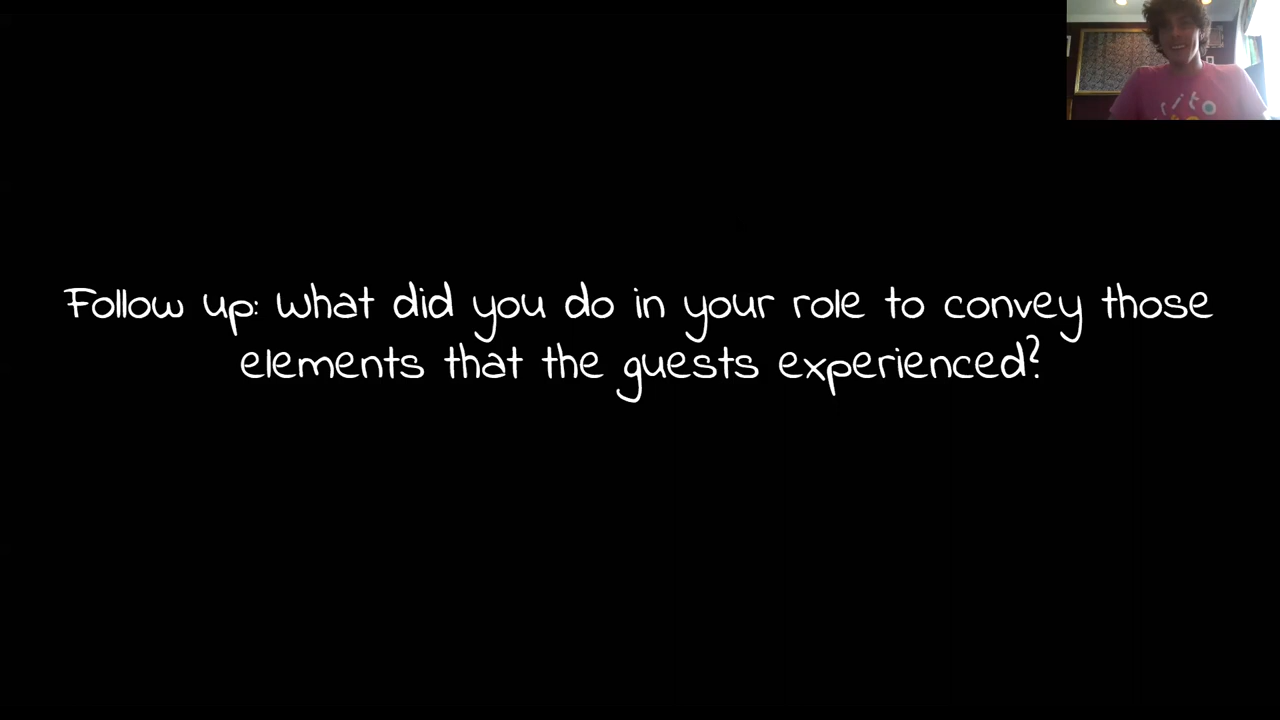 Follow up: What did you do in your role to convey those
elements that the guests experienced?